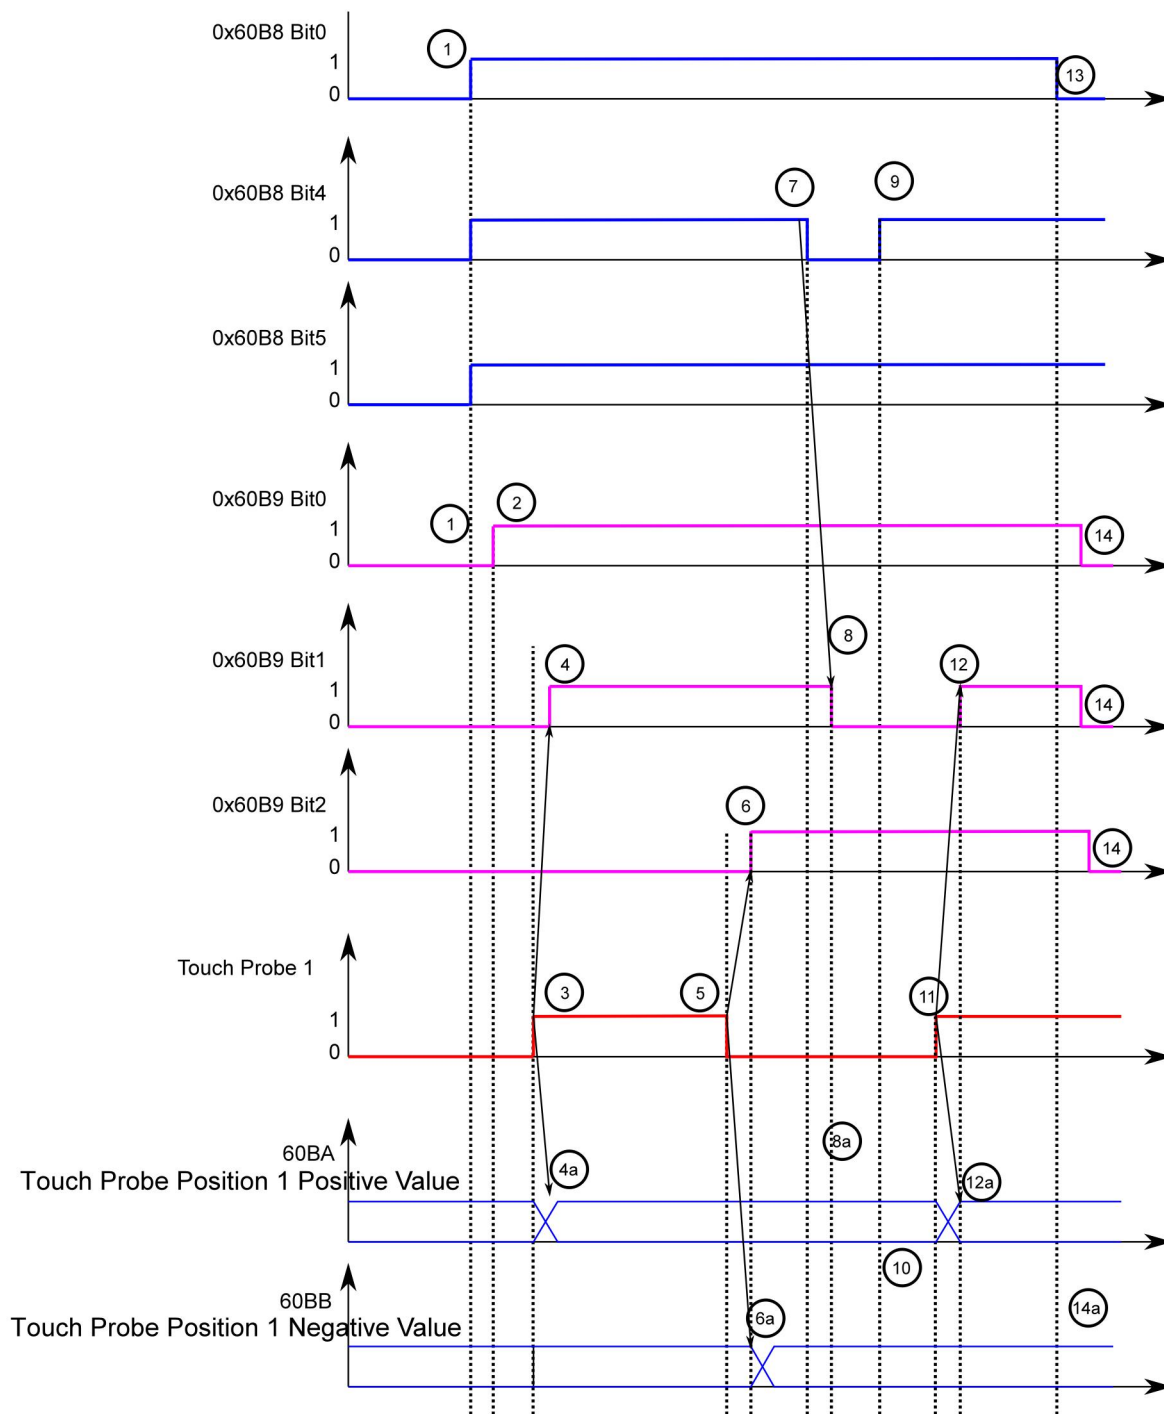 0x60B8 Bit0
1
1
0
13
0x60B8 Bit4
7
9
1
0
0x60B8 Bit5
1
0
0x60B9 Bit0
1
2
1
0
14
0x60B9 Bit1
4
8
12
1
0
14
0x60B9 Bit2
6
1
0
14
Touch Probe 1
3
5
11
1
0
60BA
8a
Touch Probe Position 1 Positive Value
4a
12a
10
60BB
14a
Touch Probe Position 1 Negative Value
6a